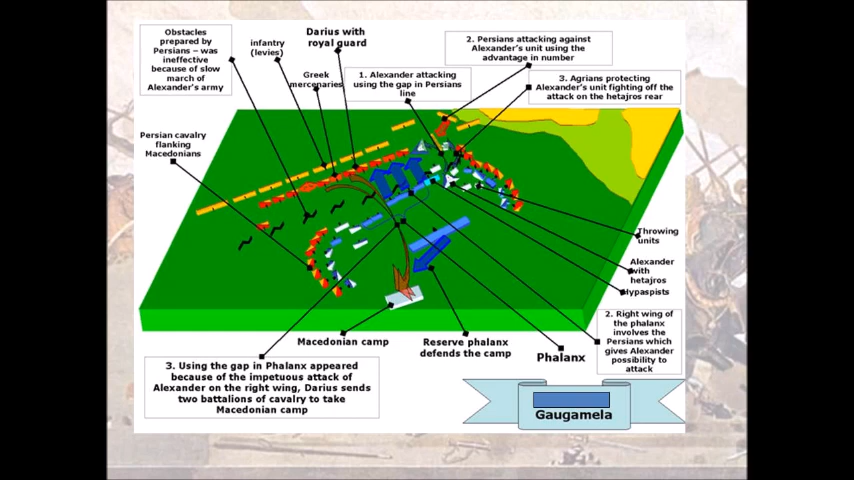 Obstacles
prepared by
Persians – was
ineffective
because of slow
march of
Alexander's army
infantry
(levies)
Darius with
royal guard
Greek
mercenaries
1. Alexander attacking
using the gap in Persians
line
2. Persians attacking against
Alexander's unit using the
advantage in number
3. Agrians protecting
Alexander's unit fighting off the
attack on the hetajros rear
Persian cavalry
flanking
Macedonians
Throwing
units
Alexander
with
hetajros
Hypaspists
2. Right wing of
the phalanx
involves the
Persians which
gives Alexander
possibility to
attack
Macedonian camp
Reserve phalanx
defends the camp
Phalanx
3. Using the gap in Phalanx appeared
because of the impetuous attack of
Alexander on the right wing, Darius sends
two battalions of cavalry to take
Macedonian camp
Gaugamela